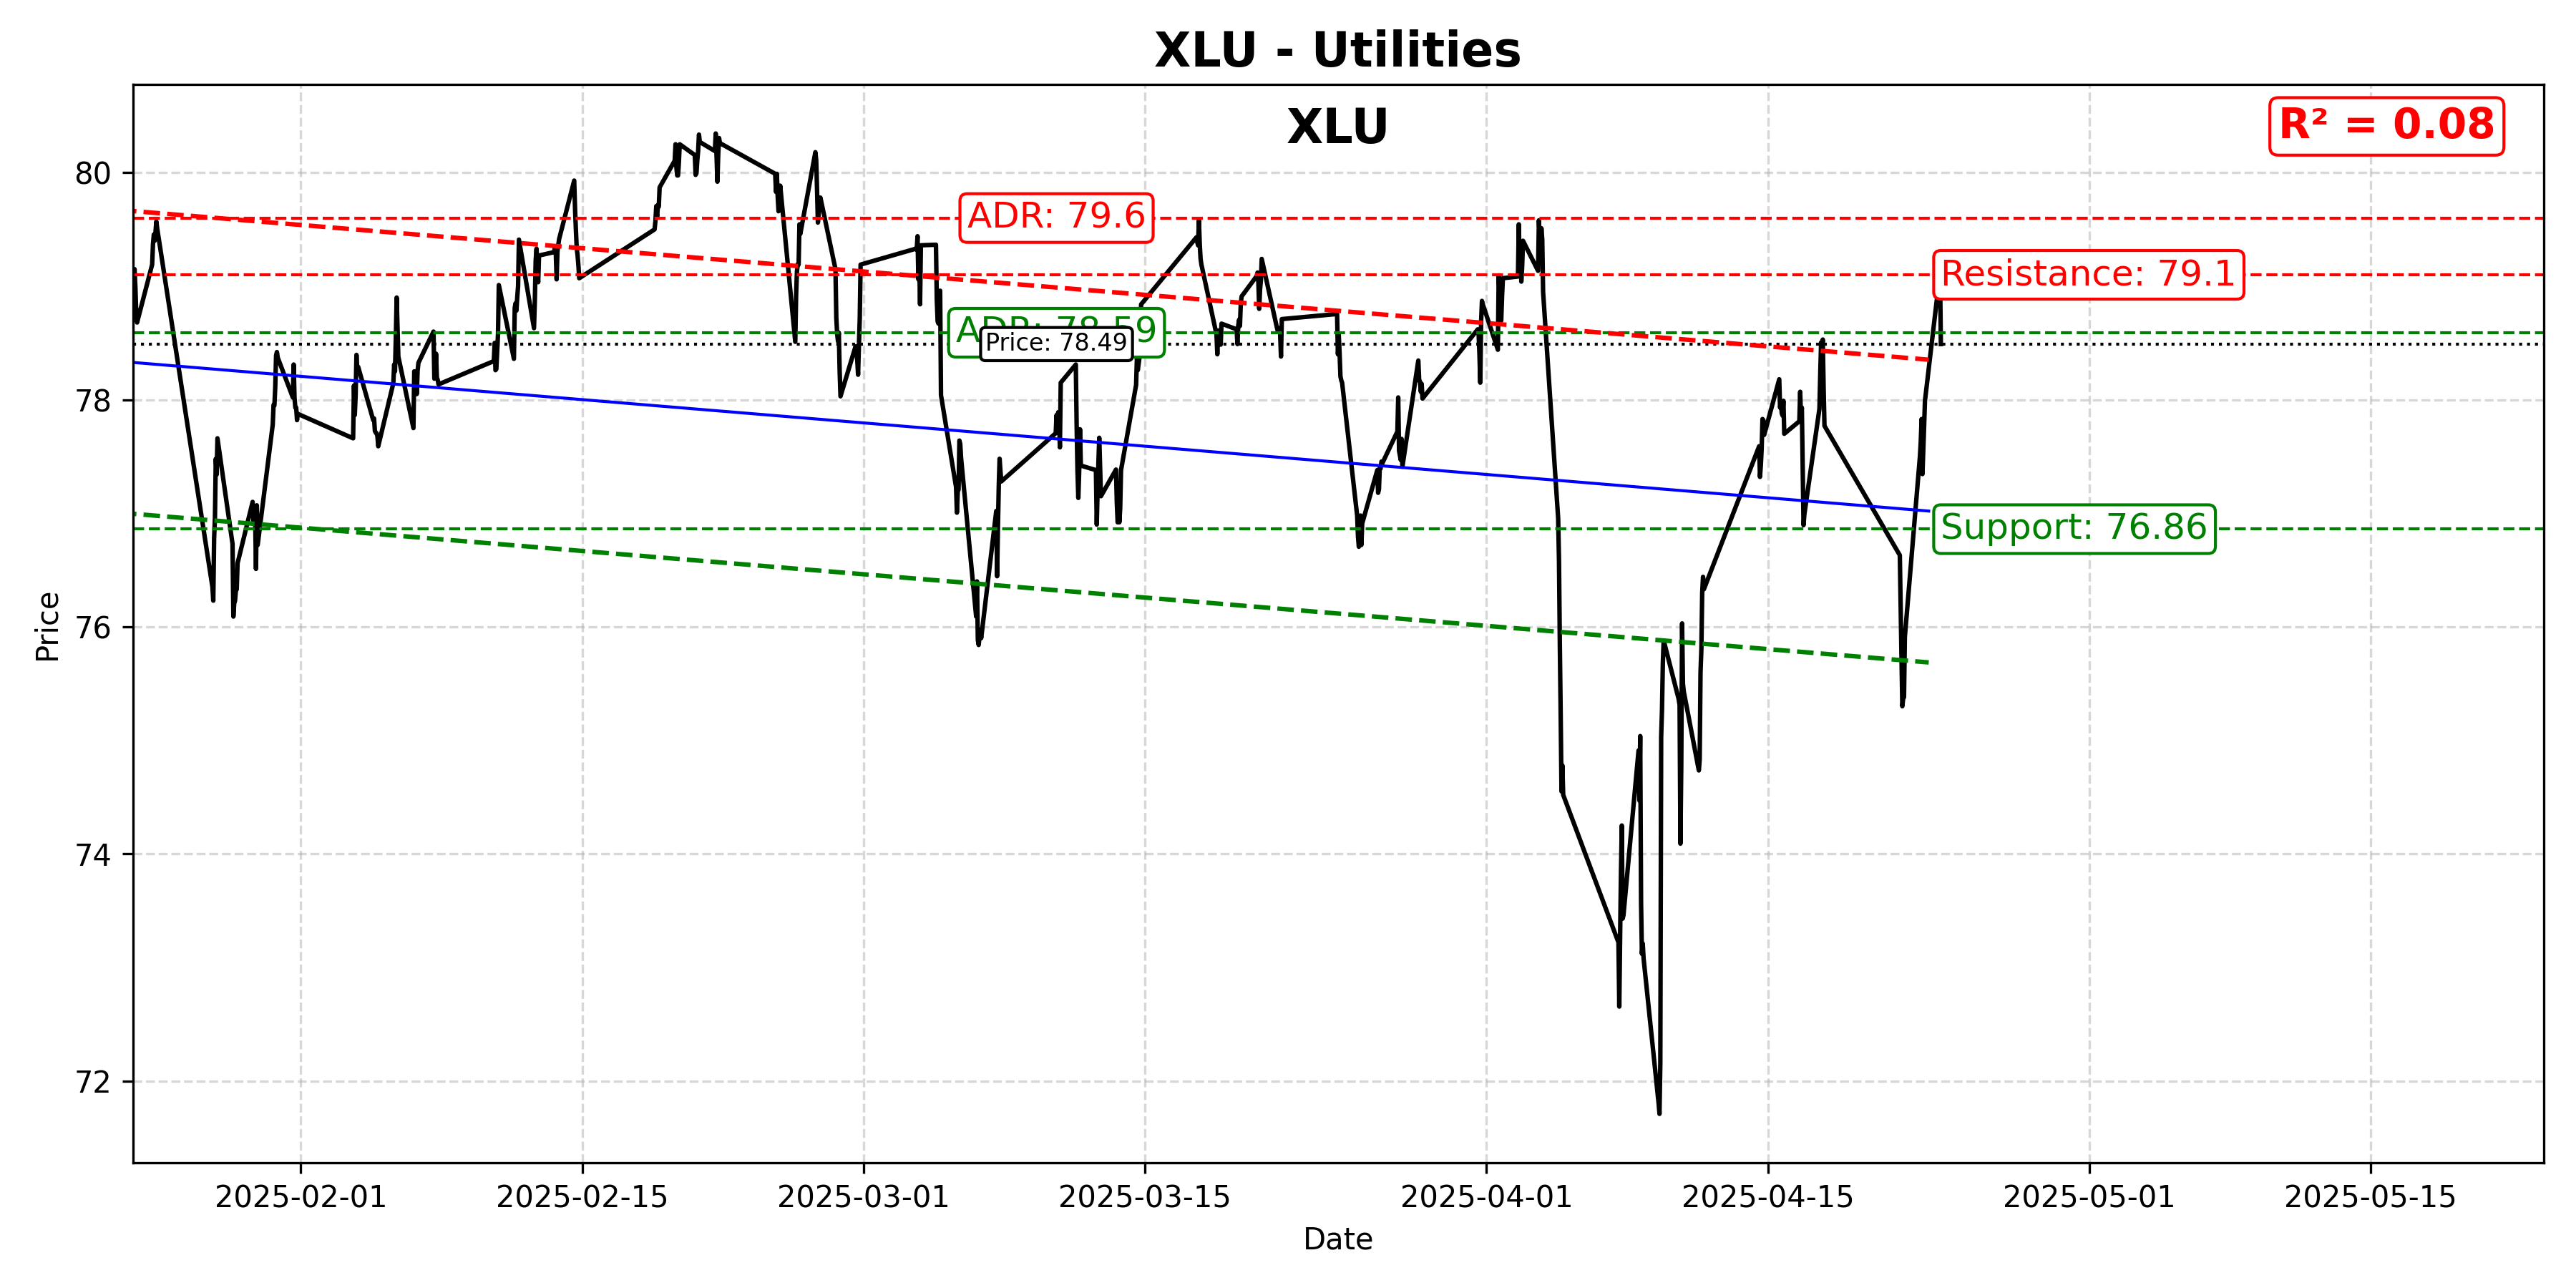 XLU - Utilities
XLU
R² = 0.08
80
78
76
74
72
Price
ADR: 79.6
Resistance: 79.1
ADR: 78.59
Price: 78.49
Support: 76.86
2025-02-01
2025-02-15
2025-03-01
2025-03-15
2025-04-01
2025-04-15
2025-05-01
2025-05-15
Date